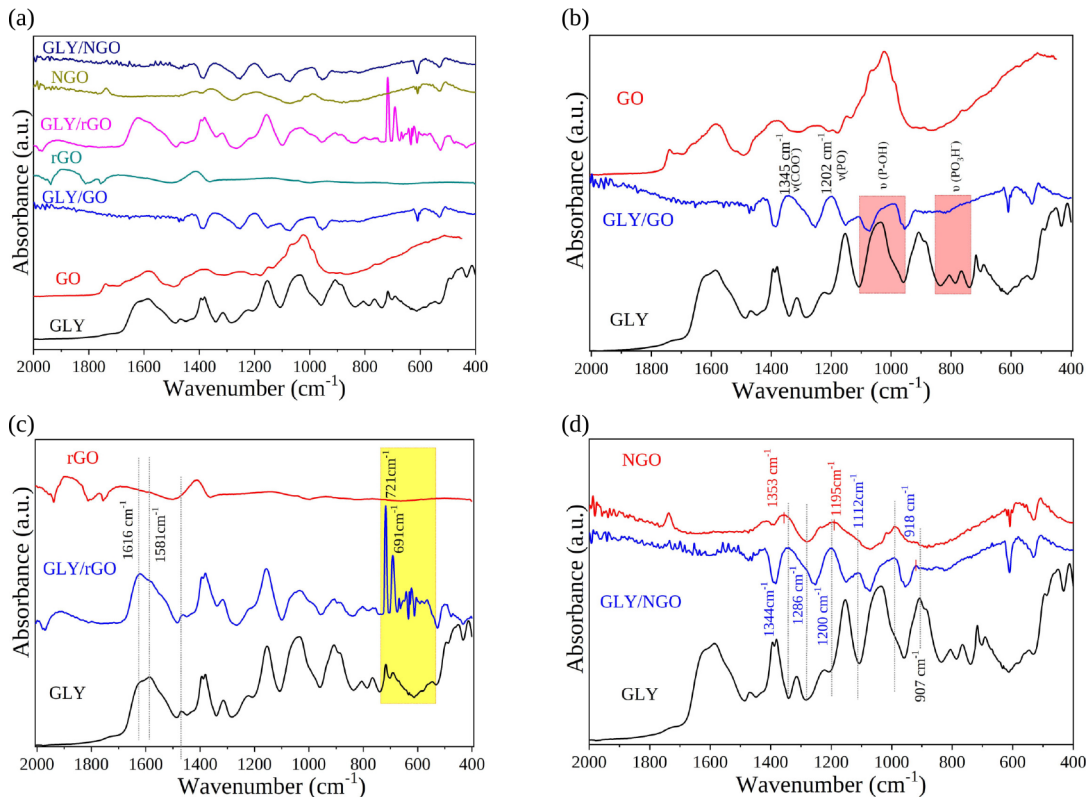 (a)
GLY/NGO
NGO
GLY/rGO
rGO
GLY/GO
GO
GLY
Absorbance (a.u.)
2000 1800 1600 1400 1200 1000 800 600 400
Wavenumber (cm⁻¹)
(b)
GO
GLY/GO
GLY
1345 cm⁻¹
ν(COO⁻)
1202 cm⁻¹
ν(PO)
υ (P-OH)
υ (PO₃H⁻)
Absorbance (a.u.)
2000 1800 1600 1400 1200 1000 800 600 400
Wavenumber (cm⁻¹)
(c)
rGO
GLY/rGO
GLY
1616 cm⁻¹
1581cm⁻¹
721cm⁻¹
691cm⁻¹
Absorbance (a.u.)
2000 1800 1600 1400 1200 1000 800 600 400
Wavenumber (cm⁻¹)
(d)
NGO
GLY/NGO
GLY
1353 cm⁻¹
1195cm⁻¹
1112cm⁻¹
918 cm⁻¹
1344cm⁻¹
1286 cm⁻¹
1200 cm⁻¹
907 cm⁻¹
Absorbance (a.u.)
2000 1800 1600 1400 1200 1000 800 600 400
Wavenumber (cm⁻¹)